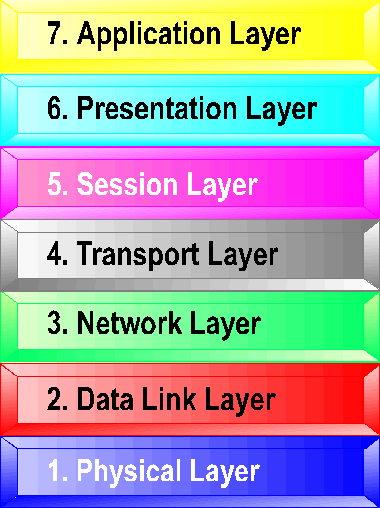 7. Application Layer
6. Presentation Layer
5. Session Layer
4. Transport Layer
3. Network Layer
2. Data Link Layer
1. Physical Layer